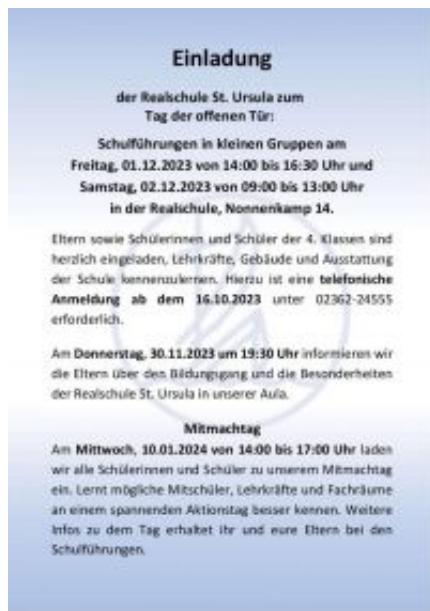 Einladung
der Realschule St. Ursula zum
Tag der offenen Tür:
Schulführungen in kleinen Gruppen am
Freitag, 01.12.2023 von 14:00 bis 16:30 Uhr und
Samstag, 02.12.2023 von 09:00 bis 13:00 Uhr
in der Realschule, Nonnenkamp 14.
Eltern sowie Schülerinnen und Schüler der 4. Klassen sind
herzlich eingeladen, Lehrkräfte, Gebäude und Ausstattung
der Schule kennenzulernen. Hierzu ist eine telefonische
Anmeldung ab dem 16.10.2023 unter 02362-24555
erforderlich.
Am Donnerstag, 30.11.2023 um 19:30 Uhr informieren wir
die Eltern über den Bildungsgang und die Besonderheiten
der Realschule St. Ursula in unserer Aula.
Mitmachtag
Am Mittwoch, 10.01.2024 von 14:00 bis 17:00 Uhr laden
wir alle Schülerinnen und Schüler zu unserem Mitmachtag
ein. Lernt mögliche Mitschüler, Lehrkräfte und Fachräume
an einem spannenden Aktionstag besser kennen. Weitere
Infos zu dem Tag erhaltet ihr und eure Eltern bei den
Schulführungen.